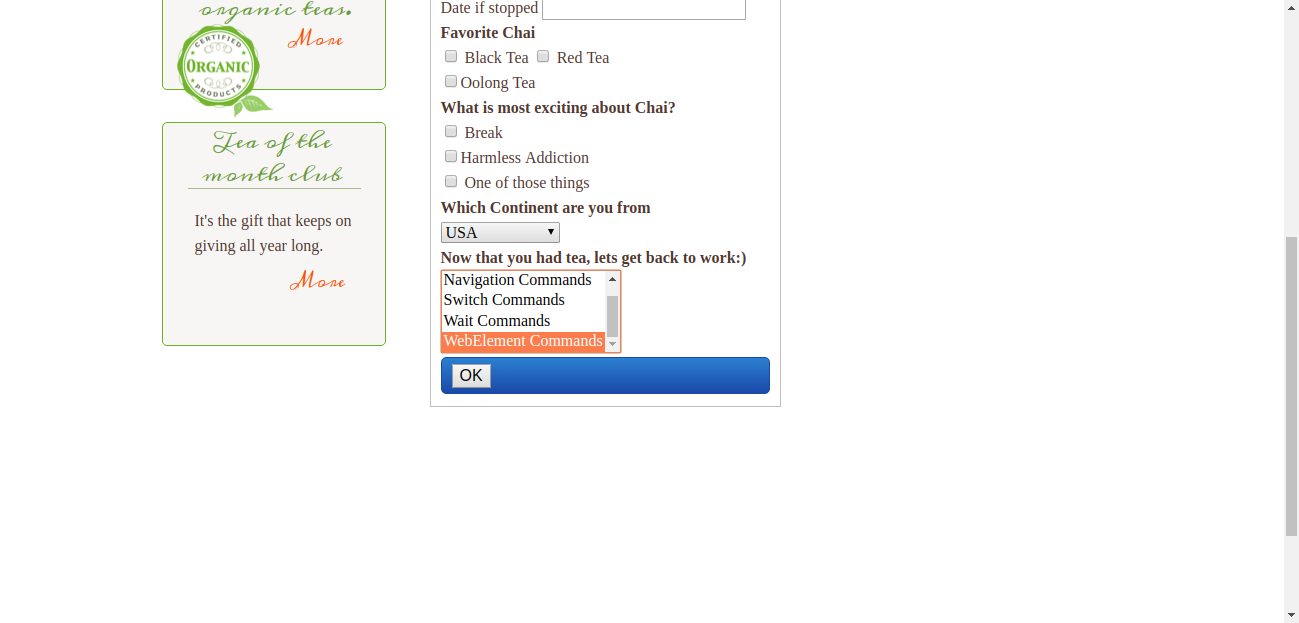 organic teas.
More
CERTIFIED
ORGANIC
PRODUCTS
Tea of the
month club
It's the gift that keeps on
giving all year long.
More
Date if stopped
Favorite Chai
Black Tea Red Tea
Oolong Tea
What is most exciting about Chai?
Break
Harmless Addiction
One of those things
Which Continent are you from
USA
Now that you had tea, lets get back to work:)
Navigation Commands
Switch Commands
Wait Commands
WebElement Commands
OK